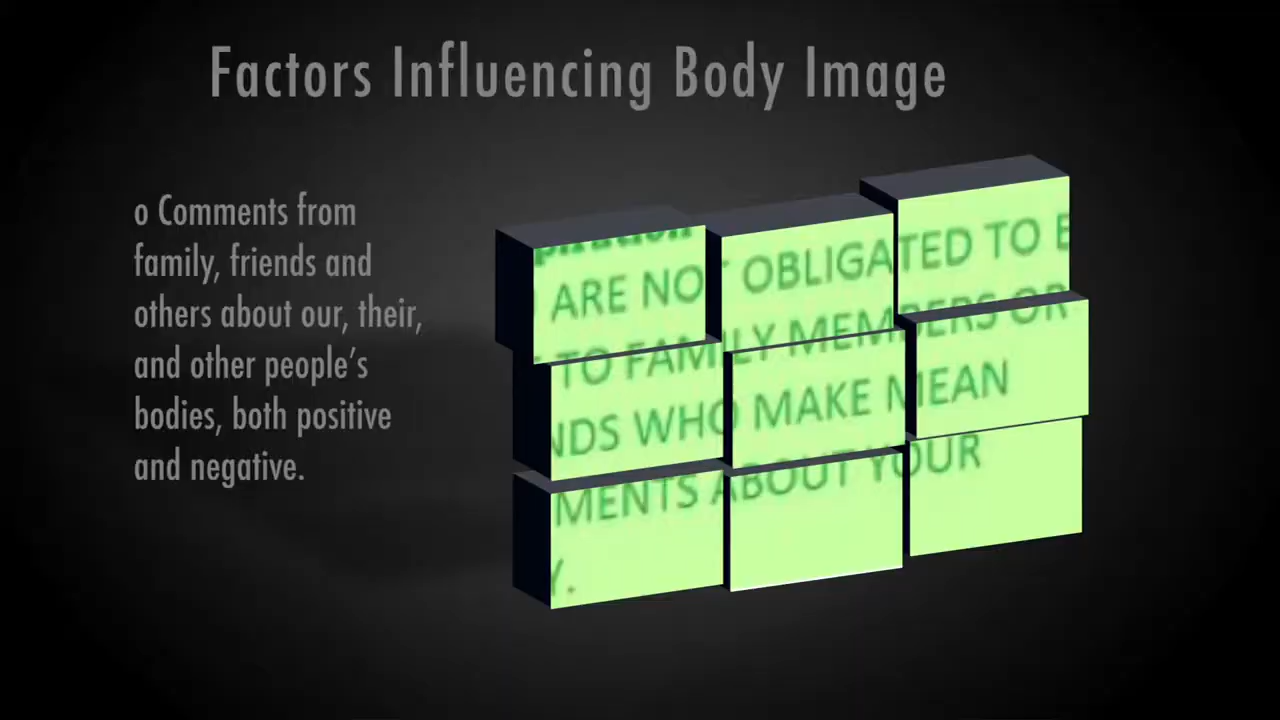 Factors Influencing Body Image
o Comments from
family, friends and
others about our, their,
and other people's
bodies, both positive
and negative.
ARE NOT OBLIGATED TO
TO FAMILY MEMBERS OR
NDS WHO MAKE MEAN
MENTS ABOUT YOUR
Y.